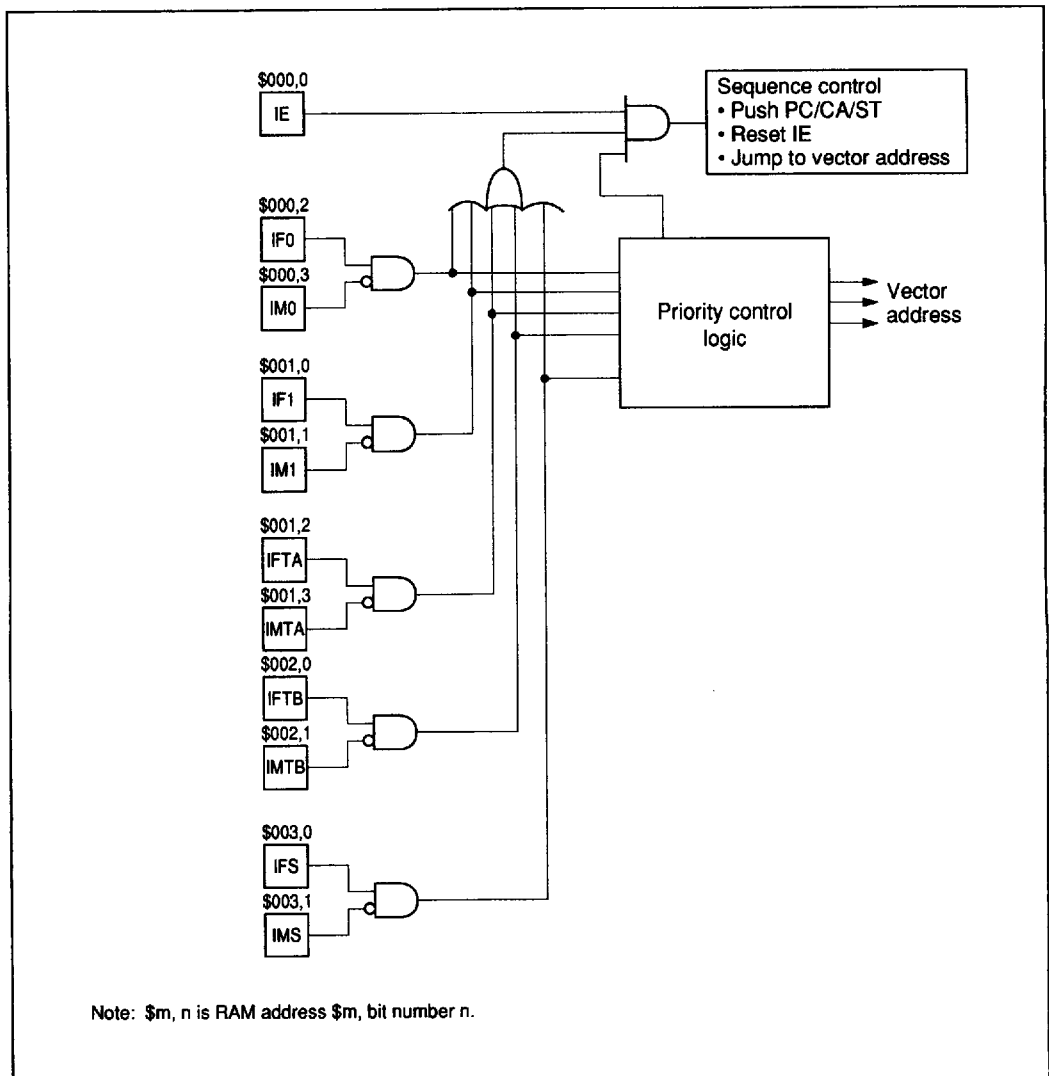 $000,0
IE
Sequence control
• Push PC/CA/ST
• Reset IE
• Jump to vector address
$000,2
IF0
$000,3
IM0
Priority control
logic
Vector
address
$001,0
IF1
$001,1
IM1
$001,2
IFTA
$001,3
IMTA
$002,0
IFTB
$002,1
IMTB
$003,0
IFS
$003,1
IMS
Note: $m, n is RAM address $m, bit number n.